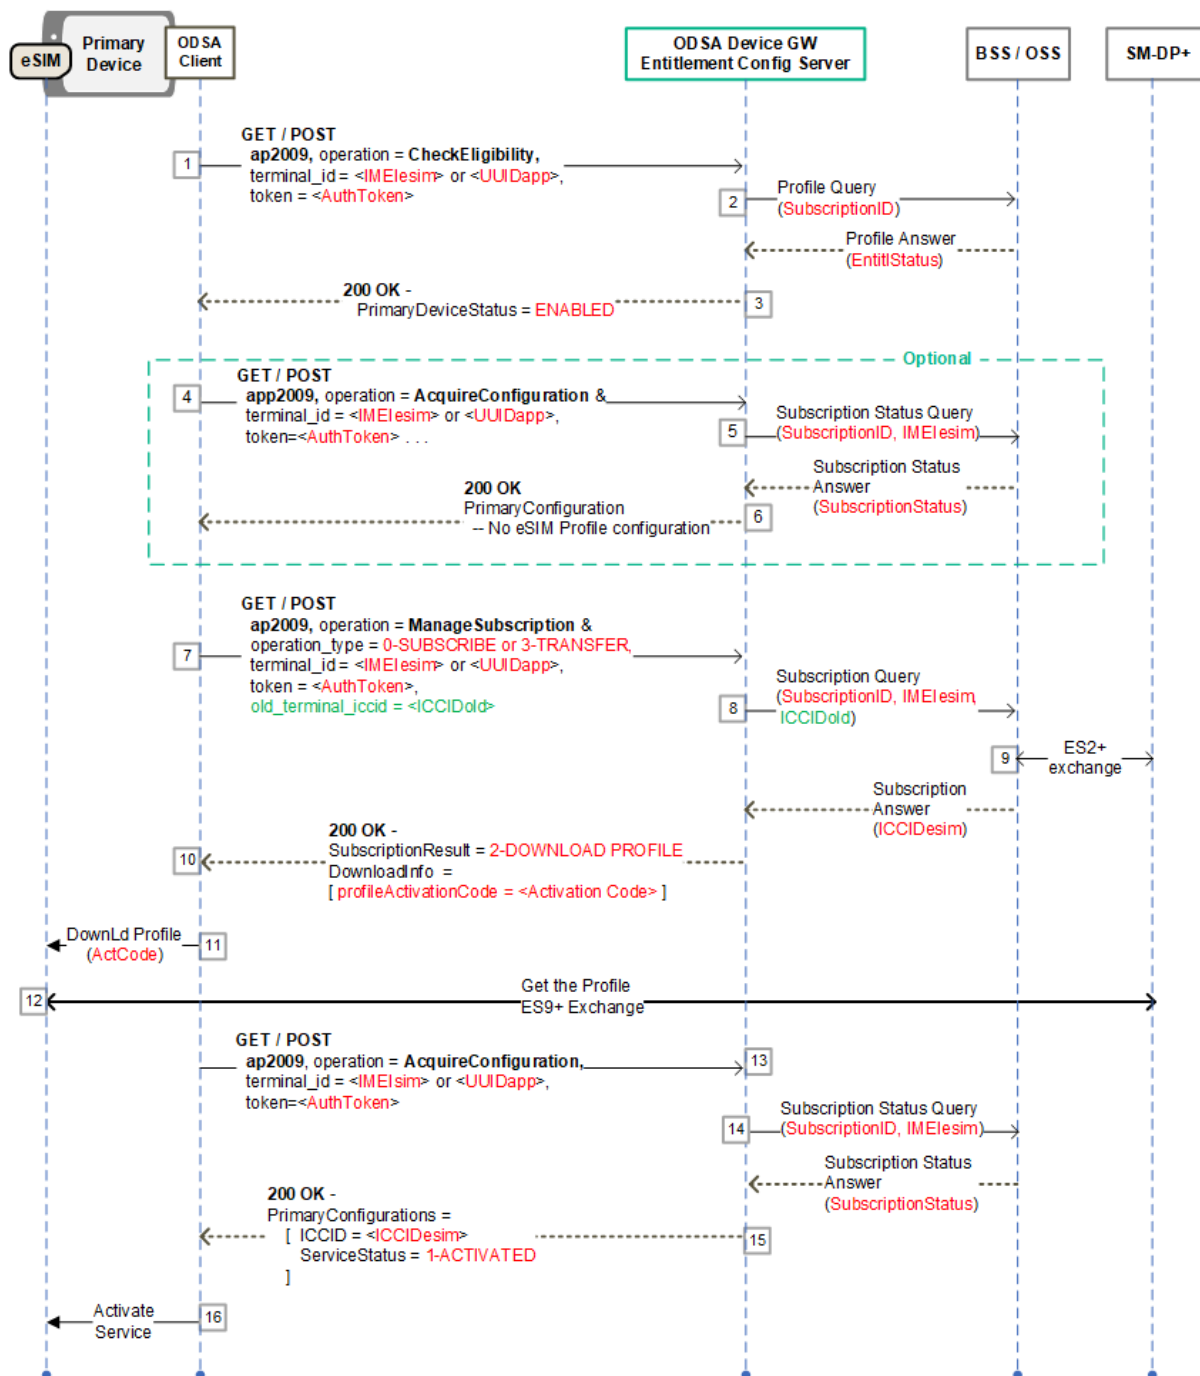 eSIM
Primary
Device
ODSA
Client
ODSA Device GW
Entitlement Config Server
BSS / OSS
SM-DP+
GET / POST
1
ap2009, operation = CheckEligibility,
terminal_id = <IMEIesim> or <UUIDapp>,
token = <AuthToken>
2
Profile Query
(SubscriptionID)
Profile Answer
(EntitlStatus)
200 OK -
PrimaryDeviceStatus = ENABLED
3
Optional
GET / POST
4
app2009, operation = AcquireConfiguration &
terminal_id = <IMEIesim> or <UUIDapp>,
token=<AuthToken> . . .
5
Subscription Status Query
(SubscriptionID, IMEIesim)
Subscription Status
Answer
(SubscriptionStatus)
200 OK
PrimaryConfiguration
-- No eSIM Profile configuration
6
GET / POST
ap2009, operation = ManageSubscription &
7
operation_type = 0-SUBSCRIBE or 3-TRANSFER,
terminal_id = <IMEIesim> or <UUIDapp>,
token = <AuthToken>,
old_terminal_iccid = <ICCIDold>
8
Subscription Query
(SubscriptionID, IMEIesim,
ICCIDold)
9
ES2+
exchange
Subscription
Answer
(ICCIDesim)
200 OK -
10
SubscriptionResult = 2-DOWNLOAD PROFILE
DownloadInfo =
[ profileActivationCode = <Activation Code> ]
DownLd Profile
(ActCode)
11
12
Get the Profile
ES9+ Exchange
GET / POST
ap2009, operation = AcquireConfiguration,
terminal_id = <IMEIsim> or <UUIDapp>,
token=<AuthToken>
13
14
Subscription Status Query
(SubscriptionID, IMEIesim)
Subscription Status
Answer
(SubscriptionStatus)
200 OK -
PrimaryConfigurations =
[ ICCID = <ICCIDesim>
ServiceStatus = 1-ACTIVATED
]
15
Activate
Service
16